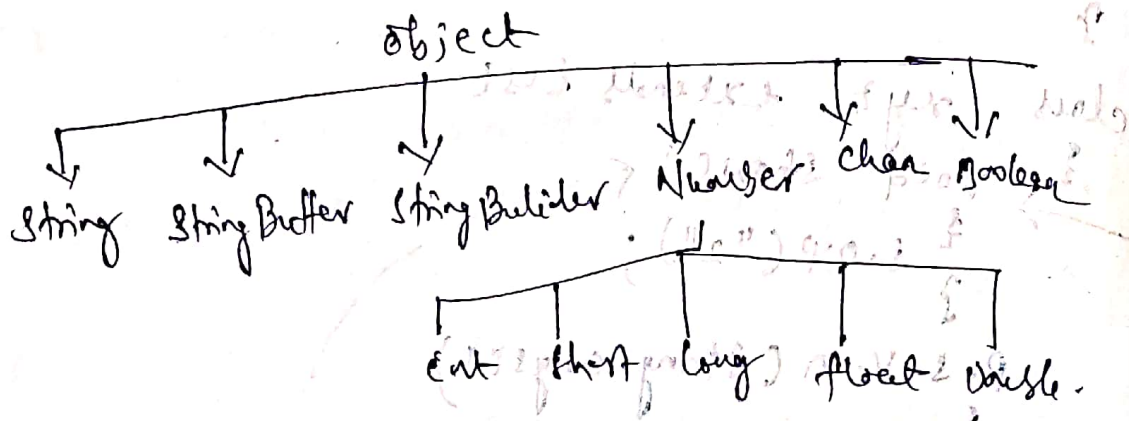 Object
String StringBuffer StringBulider Number Char Boolean
int short long float Double.